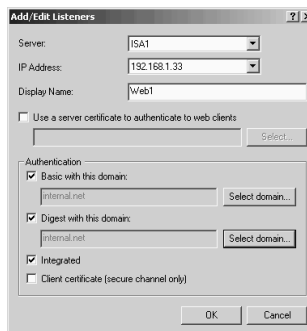 Add/Edit Listeners
Server: ISA1
IP Address: 192.168.1.33
Display Name: Web1
Use a server certificate to authenticate to web clients
Select...
Authentication
Basic with this domain:
internal.net Select domain...
Digest with this domain:
internal.net Select domain...
Integrated
Client certificate (secure channel only)
OK Cancel